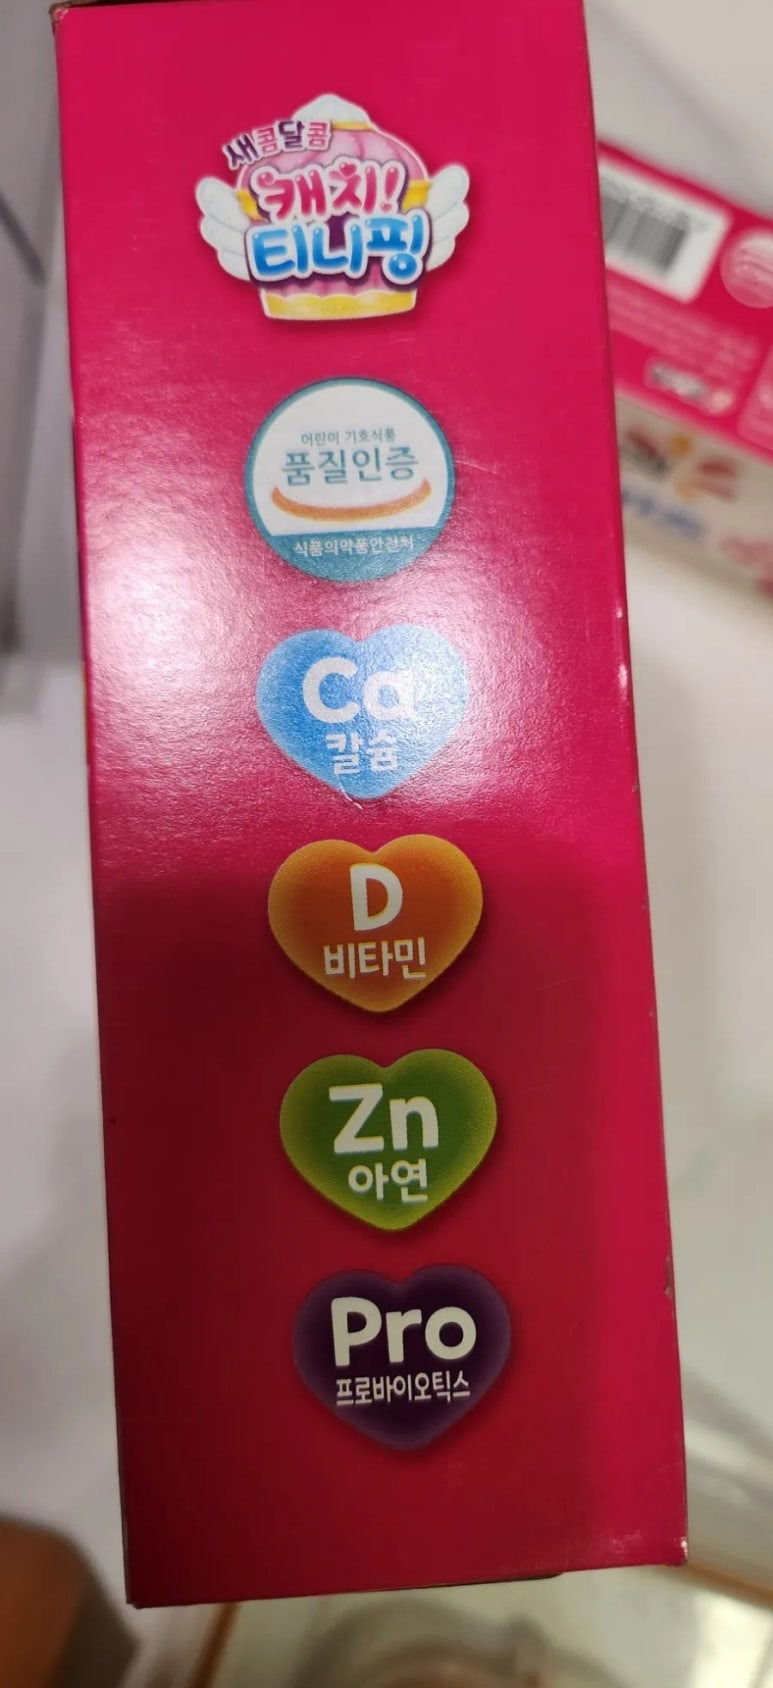 새콤달콤
캐치!
티니핑
어린이 기호식품
품질인증
식품의약품안전처
Ca
칼슘
D
비타민
Zn
아연
Pro
프로바이오틱스